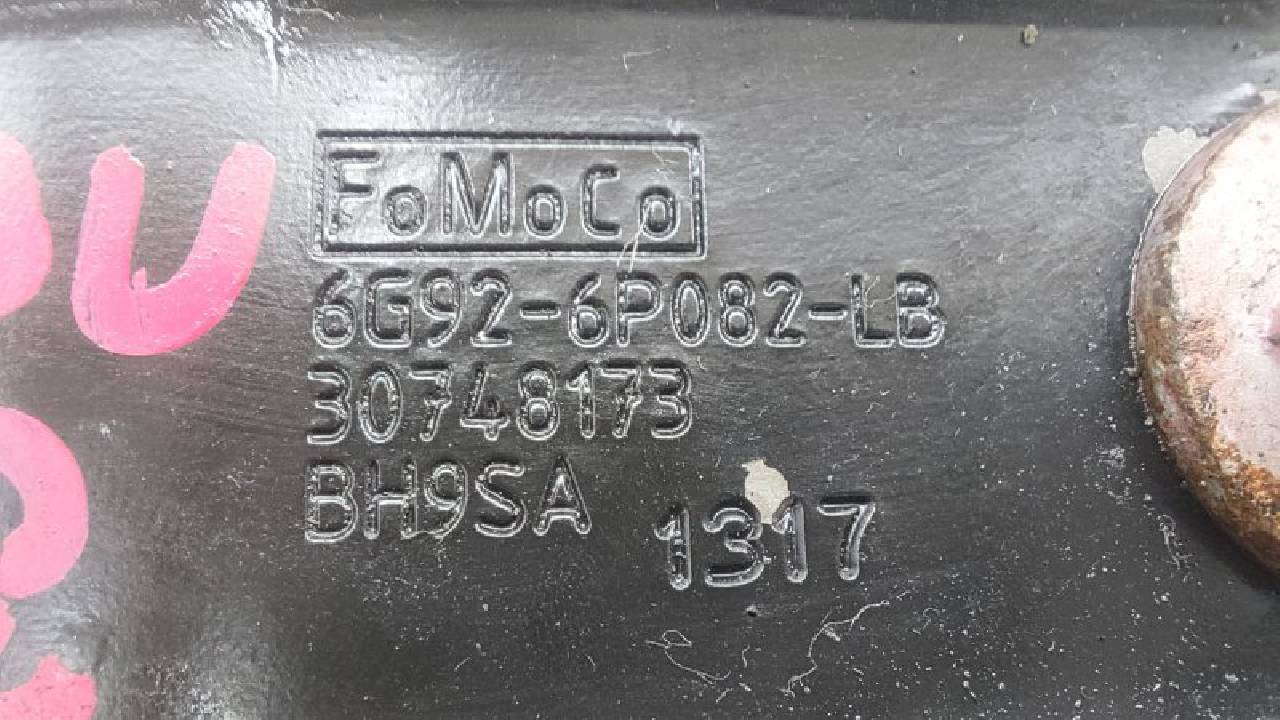 FoMoCo
6G92-6P082-LB
30748173
BH9SA
1317